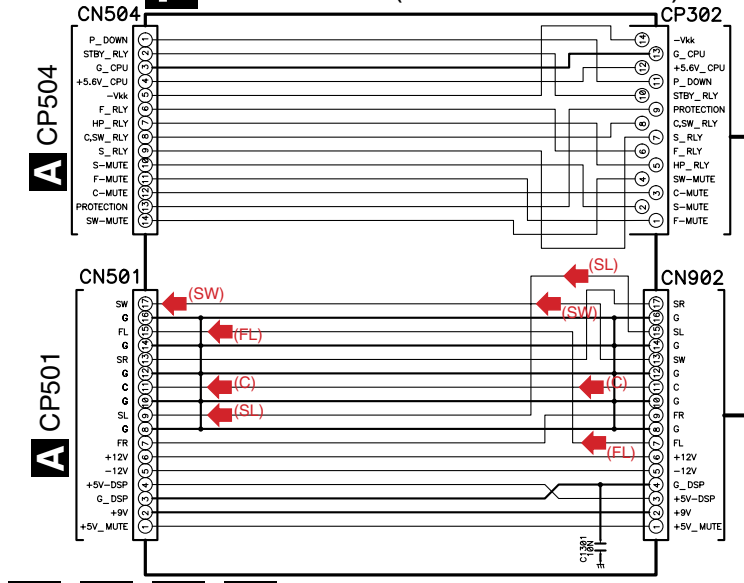 CN504 CP302
P_DOWN 1
STBY_RLY 2
G_CPU 3
+5.6V_CPU 4
-Vkk 5
F_RLY 6
HP_RLY 7
C,SW_RLY 8
S_RLY 9
S-MUTE 10
F-MUTE 11
C-MUTE 12
PROTECTION 13
SW-MUTE 14
A CP504
14 -Vkk
13 G_CPU
12 +5.6V_CPU
11 P_DOWN
10 STBY_RLY
9 PROTECTION
8 C,SW_RLY
7 S_RLY
6 F_RLY
5 HP_RLY
4 SW-MUTE
3 C-MUTE
2 S-MUTE
1 F-MUTE
CN501 CN902
SW 17
G 16
FL 15
G 14
SR 13
G 12
C 11
G 10
SL 9
G 8
FR 7
+12V 6
-12V 5
+5V-DSP 4
G_DSP 3
+9V 2
+5V_MUTE 1
A CP501
(SW)
(FL)
(C)
(SL)
(SL)
(SW)
(C)
(FL)
17 SR
16 G
15 SL
14 G
13 SW
12 G
11 C
10 G
9 FR
8 G
7 FL
6 +12V
5 -12V
4 G_DSP
3 +5V-DSP
2 +9V
1 +5V_MUTE
C1301
10N